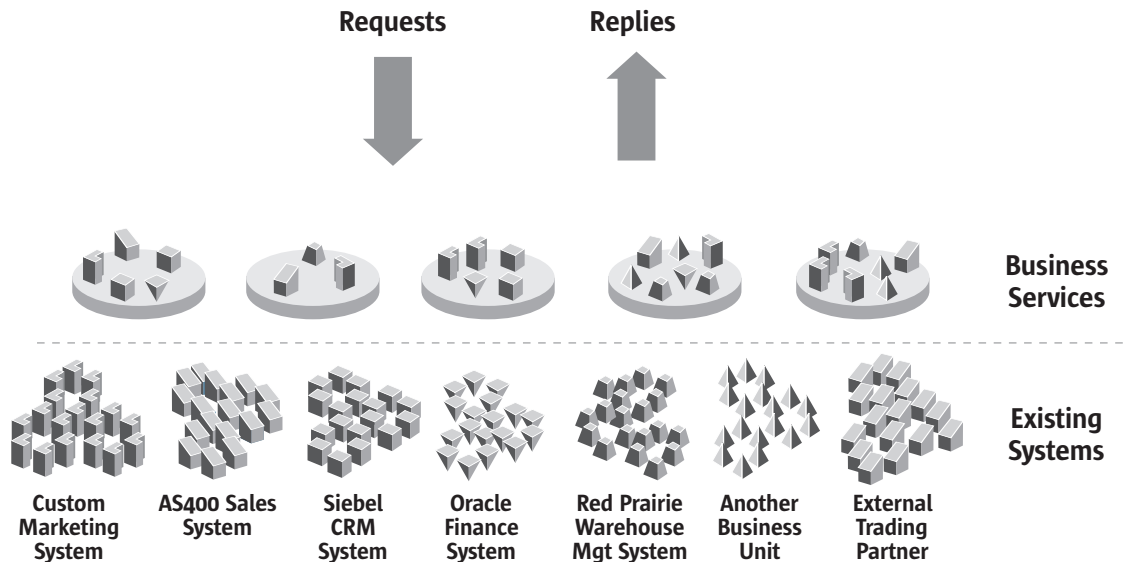 Requests
Replies
Business
Services
Existing
Systems
Custom
Marketing
System
AS400 Sales
System
Siebel
CRM
System
Oracle
Finance
System
Red Prairie
Warehouse
Mgt System
Another
Business
Unit
External
Trading
Partner